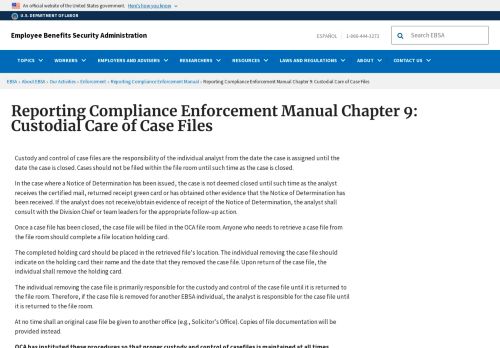 An official website of the United States government. Here's how you know
U.S. DEPARTMENT OF LABOR
Employee Benefits Security Administration
ESPAÑOL | 1-866-444-3272
Search EBSA
TOPICS WORKERS EMPLOYERS AND ADVISERS RESEARCHERS RESOURCES LAWS AND REGULATIONS ABOUT CONTACT US
EBSA » About EBSA » Our Activities » Enforcement » Reporting Compliance Enforcement Manual » Reporting Compliance Enforcement Manual Chapter 9: Custodial Care of Case Files
Reporting Compliance Enforcement Manual Chapter 9:
Custodial Care of Case Files
Custody and control of case files are the responsibility of the individual analyst from the date the case is assigned until the
date the case is closed. Cases should not be filed within the file room until such time as the case is closed.
In the case where a Notice of Determination has been issued, the case is not deemed closed until such time as the analyst
receives the certified mail, returned receipt green card or has obtained other evidence that the Notice of Determination has
been received. If the analyst does not receive/obtain evidence of receipt of the Notice of Determination, the analyst shall
consult with the Division Chief or team leaders for the appropriate follow-up action.
Once a case file has been closed, the case file will be filed in the OCA file room. Anyone who needs to retrieve a case file from
the file room should complete a file location holding card.
The completed holding card should be placed in the retrieved file's location. The individual removing the case file should
indicate on the holding card their name and the date that they removed the case file. Upon return of the case file, the
individual shall remove the holding card.
The individual removing the case file is primarily responsible for the custody and control of the case file until it is returned to
the file room. Therefore, if the case file is removed for another EBSA individual, the analyst is responsible for the case file until
it is returned to the file room.
At no time shall an original case file be given to another office (e.g., Solicitor's Office). Copies of file documentation will be
provided instead.
OCA has instituted these procedures so that proper custody and control of casefiles is maintained at all times.